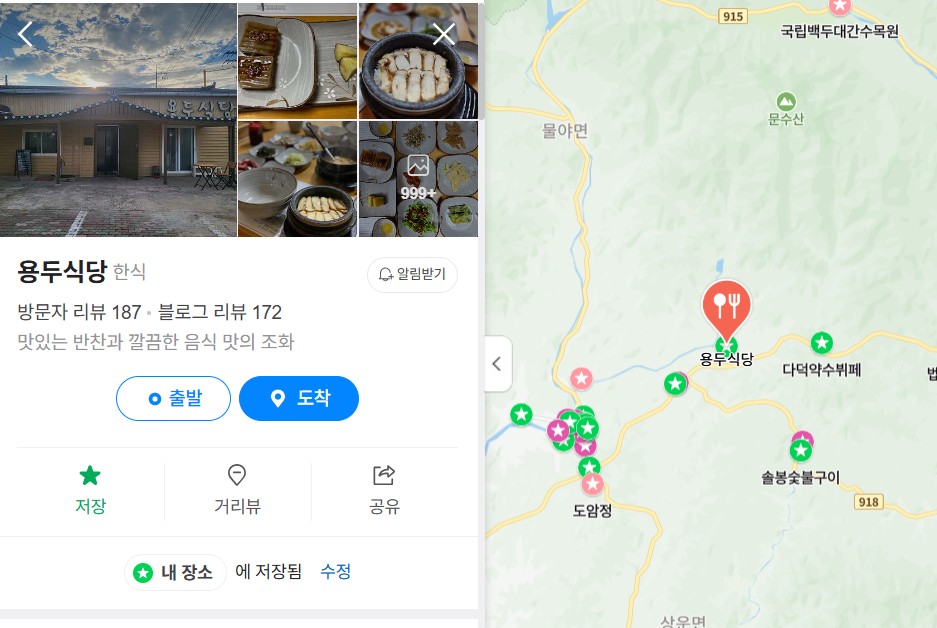 용두식당
999+
용두식당 한식
알림받기
방문자 리뷰 187 • 블로그 리뷰 172
맛있는 반찬과 깔끔한 음식 맛의 조화
출발
도착
저장
거리뷰
공유
내 장소 에 저장됨 수정
915
국립백두대간수목원
문수산
물야면
용두식당
다덕약수뷔페
법
솔봉숯불구이
918
도암정
상운면